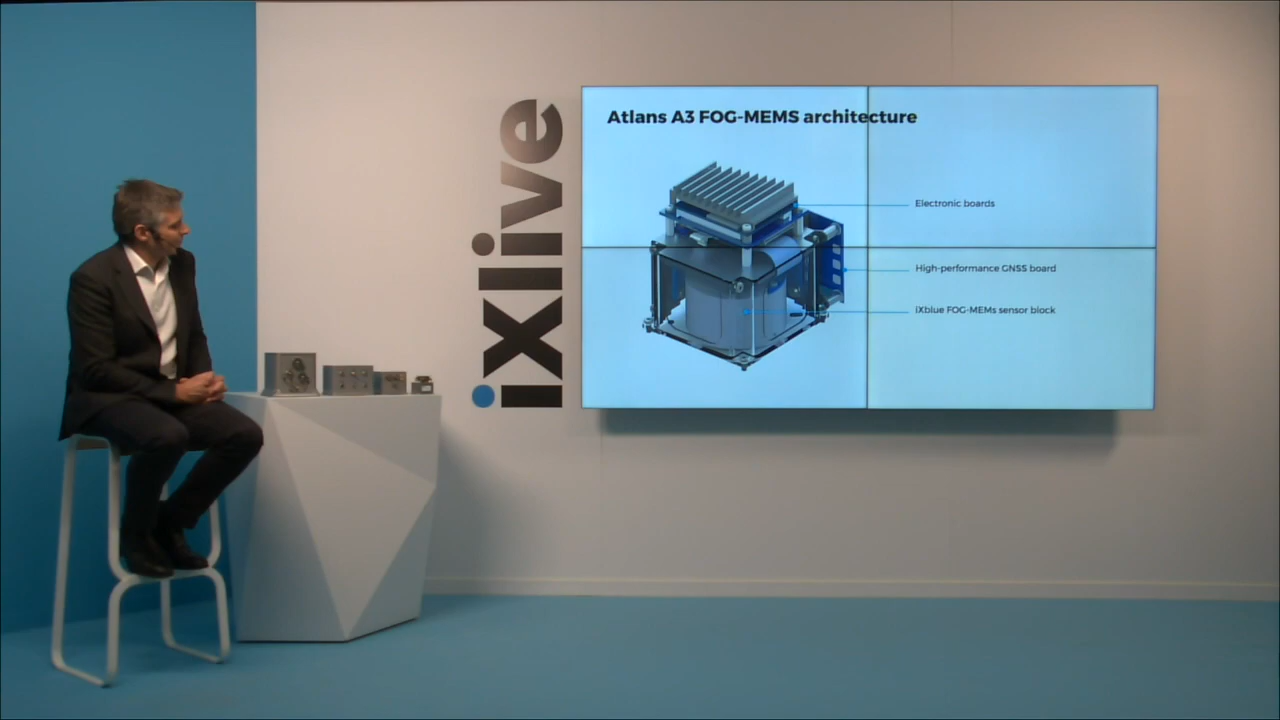 iXlive
Atlans A3 FOG-MEMS architecture
Electronic boards
High-performance GNSS board
iXblue FOG-MEMs sensor block